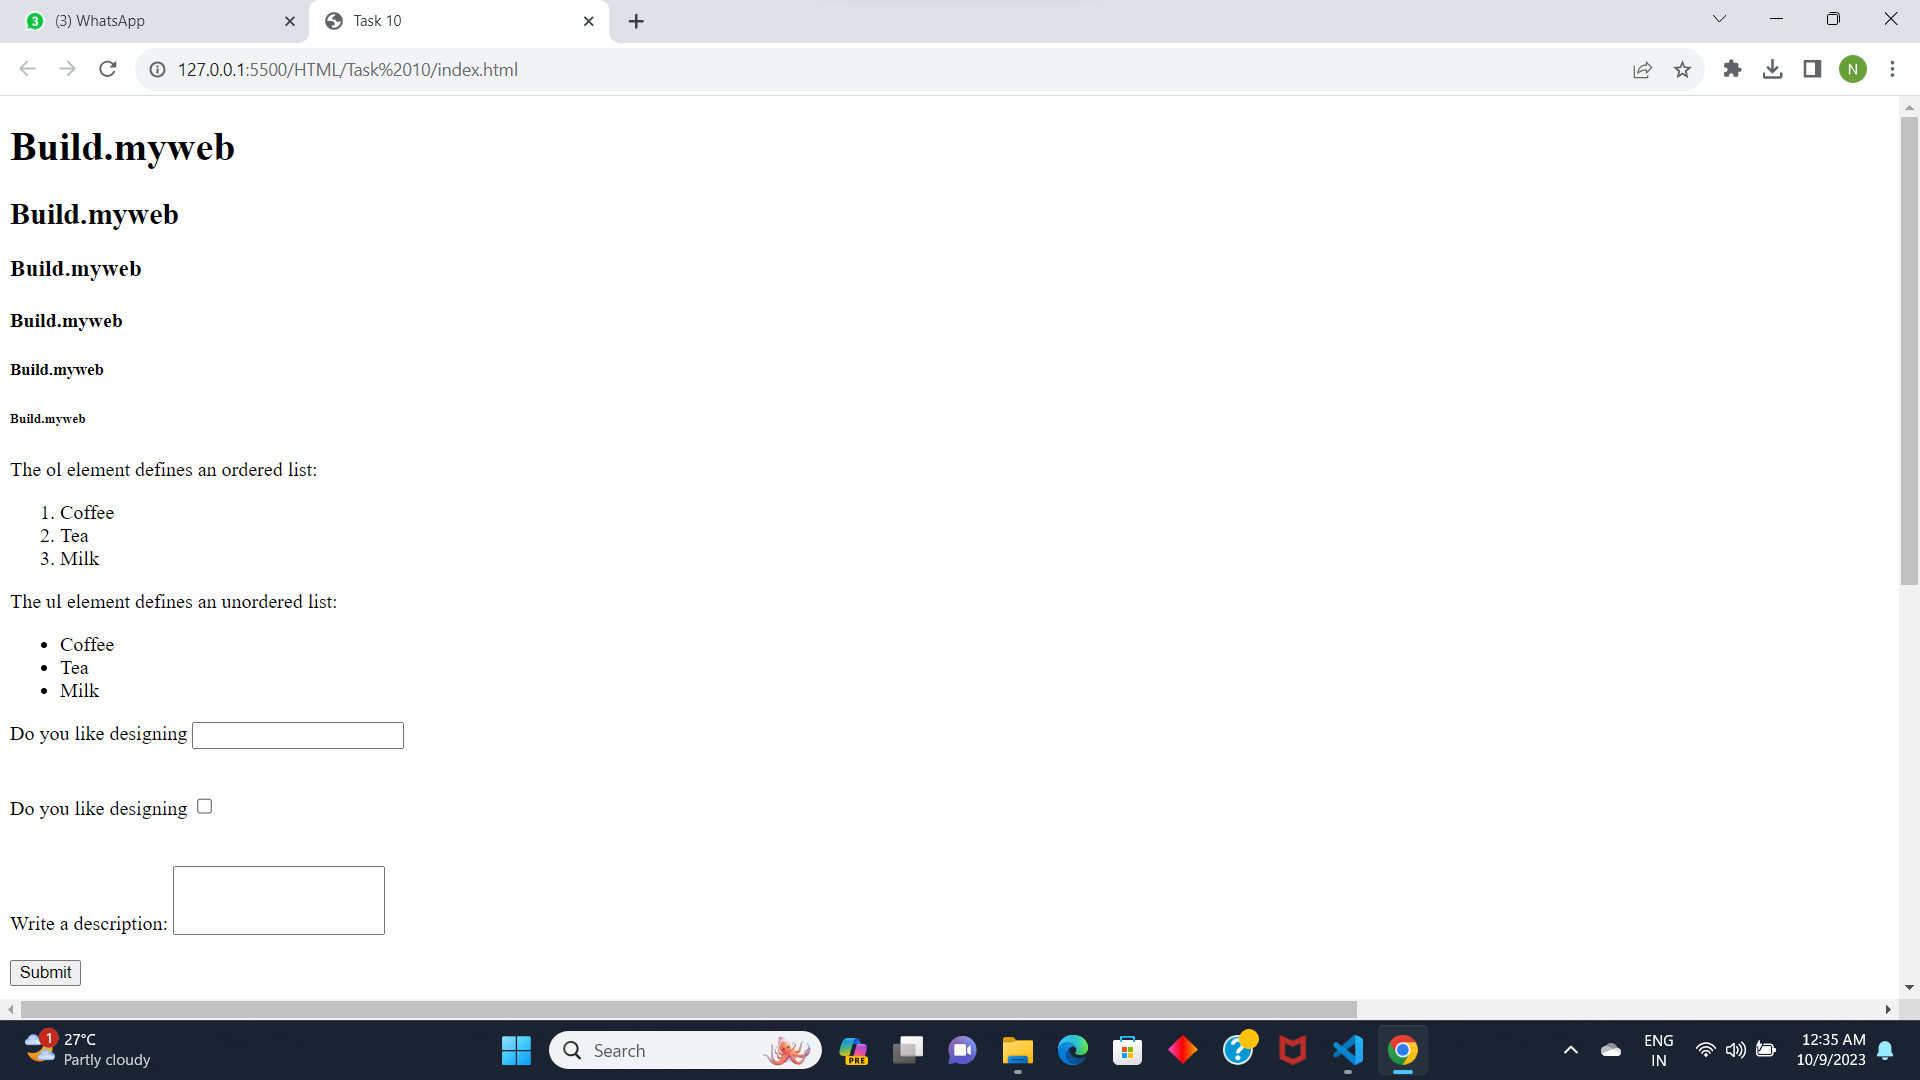 (3) WhatsApp
Task 10
127.0.0.1:5500/HTML/Task%2010/index.html
N
Build.myweb
Build.myweb
Build.myweb
Build.myweb
Build.myweb
Build.myweb
The ol element defines an ordered list:
1. Coffee
2. Tea
3. Milk
The ul element defines an unordered list:
• Coffee
• Tea
• Milk
Do you like designing
Do you like designing
Write a description:
Submit
1
27°C
Partly cloudy
Search
PRE
ENG
IN
12:35 AM
10/9/2023